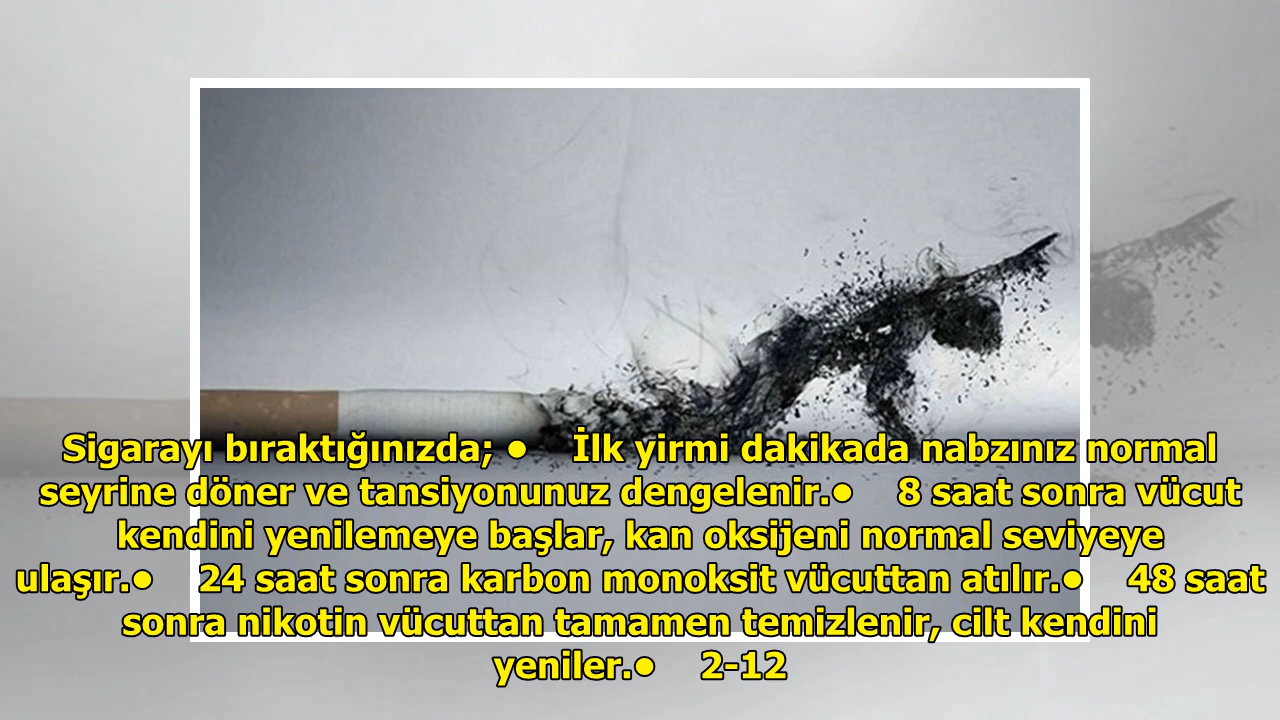 Sigarayı bıraktığınızda; ●    İlk yirmi dakikada nabzınız normal
seyrine döner ve tansiyonunuz dengelenir.●    8 saat sonra vücut
kendini yenilemeye başlar, kan oksijeni normal seviyeye
ulaşır.●    24 saat sonra karbon monoksit vücuttan atılır.●    48 saat
sonra nikotin vücuttan tamamen temizlenir, cilt kendini
yeniler.●    2-12